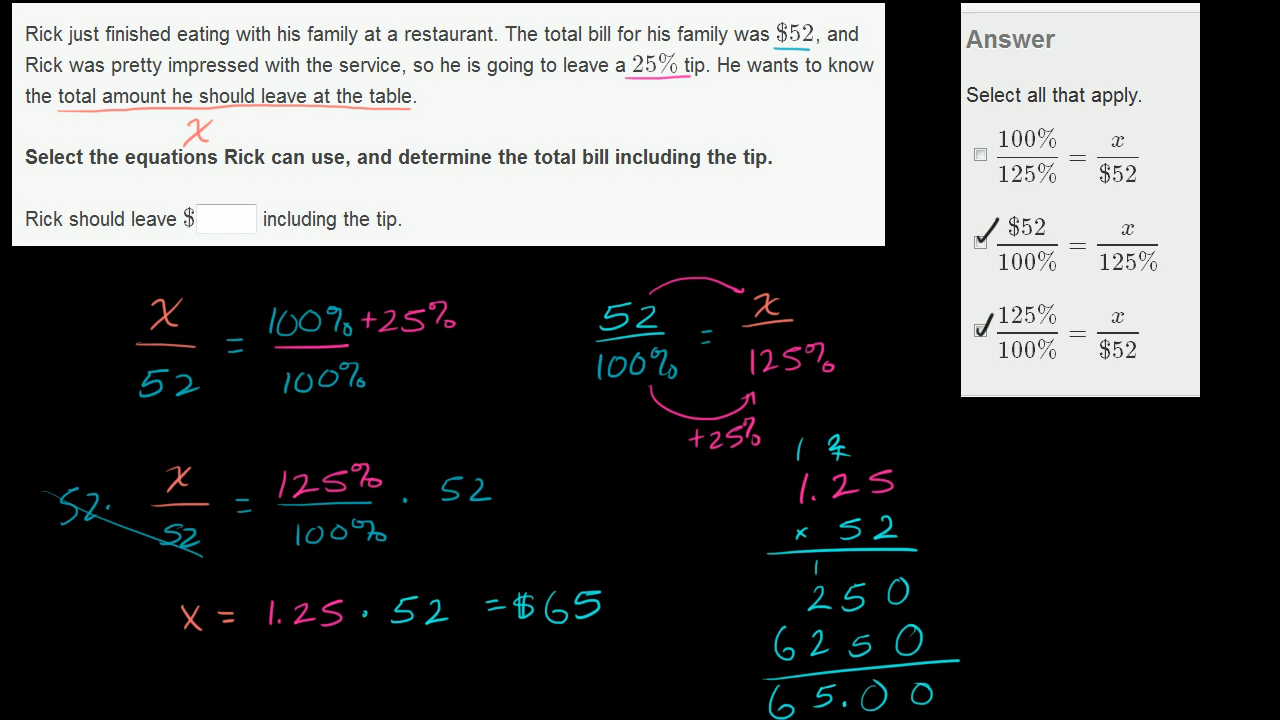 Rick just finished eating with his family at a restaurant. The total bill for his family was $52, and
Rick was pretty impressed with the service, so he is going to leave a 25% tip. He wants to know
the total amount he should leave at the table.
x
Select the equations Rick can use, and determine the total bill including the tip.
Rick should leave $ including the tip.
Answer
Select all that apply.
100% / 125% = x / $52
$52 / 100% = x / 125%
125% / 100% = x / $52
x / 52 = 100% + 25% / 100%
52 / 100% = x / 125%
+25%
52 · x / 52 = 125% / 100% · 52
x = 1.25 · 52 = $65
1 2
1.25
x 52
1
250
6250
65.00